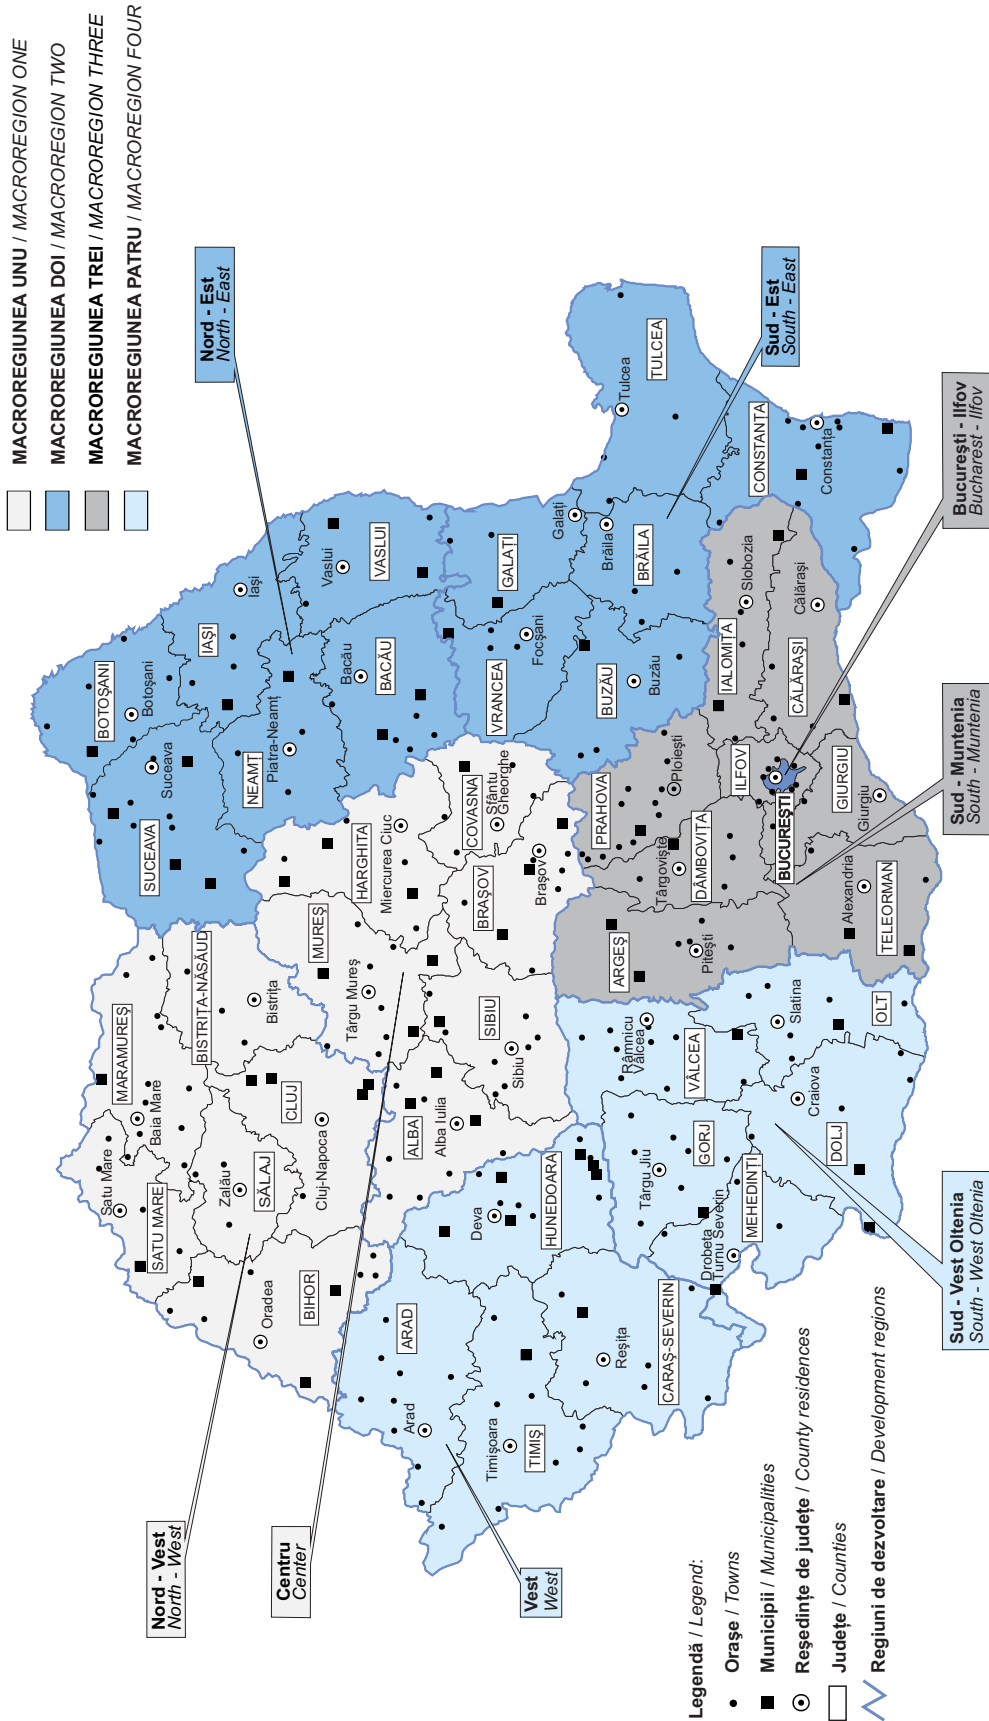 MACROREGIUNEA UNU / MACROREGION ONE
MACROREGIUNEA DOI / MACROREGION TWO
MACROREGIUNEA TREI / MACROREGION THREE
MACROREGIUNEA PATRU / MACROREGION FOUR
Nord - Vest
North - West
Centru
Center
Vest
West
Nord - Est
North - East
Sud - Est
South - East
București - Ilfov
Bucharest - Ilfov
Sud - Muntenia
South - Muntenia
Sud - Vest Oltenia
South - West Oltenia
SATU MARE
Satu Mare
MARAMUREȘ
Baia Mare
BISTRIȚA-NĂSĂUD
Bistrița
SĂLAJ
Zalău
CLUJ
Cluj-Napoca
BIHOR
Oradea
SUCEAVA
Suceava
BOTOȘANI
Botoșani
IAȘI
Iași
NEAMȚ
Piatra-Neamț
BACĂU
Bacău
VASLUI
Vaslui
MUREȘ
Târgu Mureș
HARGHITA
Miercurea Ciuc
COVASNA
Sfântu
Gheorghe
BRAȘOV
Brașov
SIBIU
Sibiu
ALBA
Alba Iulia
ARAD
Arad
TIMIȘ
Timișoara
HUNEDOARA
Deva
CARAȘ-SEVERIN
Reșița
VRANCEA
Focșani
GALAȚI
Galați
BRĂILA
Brăila
BUZĂU
Buzău
TULCEA
Tulcea
CONSTANȚA
Constanța
PRAHOVA
Ploiești
DÂMBOVIȚA
Târgoviște
ARGEȘ
Pitești
IALOMIȚA
Slobozia
CĂLĂRAȘI
Călărași
ILFOV
BUCUREȘTI
GIURGIU
Giurgiu
TELEORMAN
Alexandria
VÂLCEA
Râmnicu
Vâlcea
GORJ
Târgu Jiu
MEHEDINȚI
Drobeta
Turnu Severin
DOLJ
Craiova
OLT
Slatina
Legendă / Legend:
Orașe / Towns
Municipii / Municipalities
Reședințe de județe / County residences
Județe / Counties
Regiuni de dezvoltare / Development regions